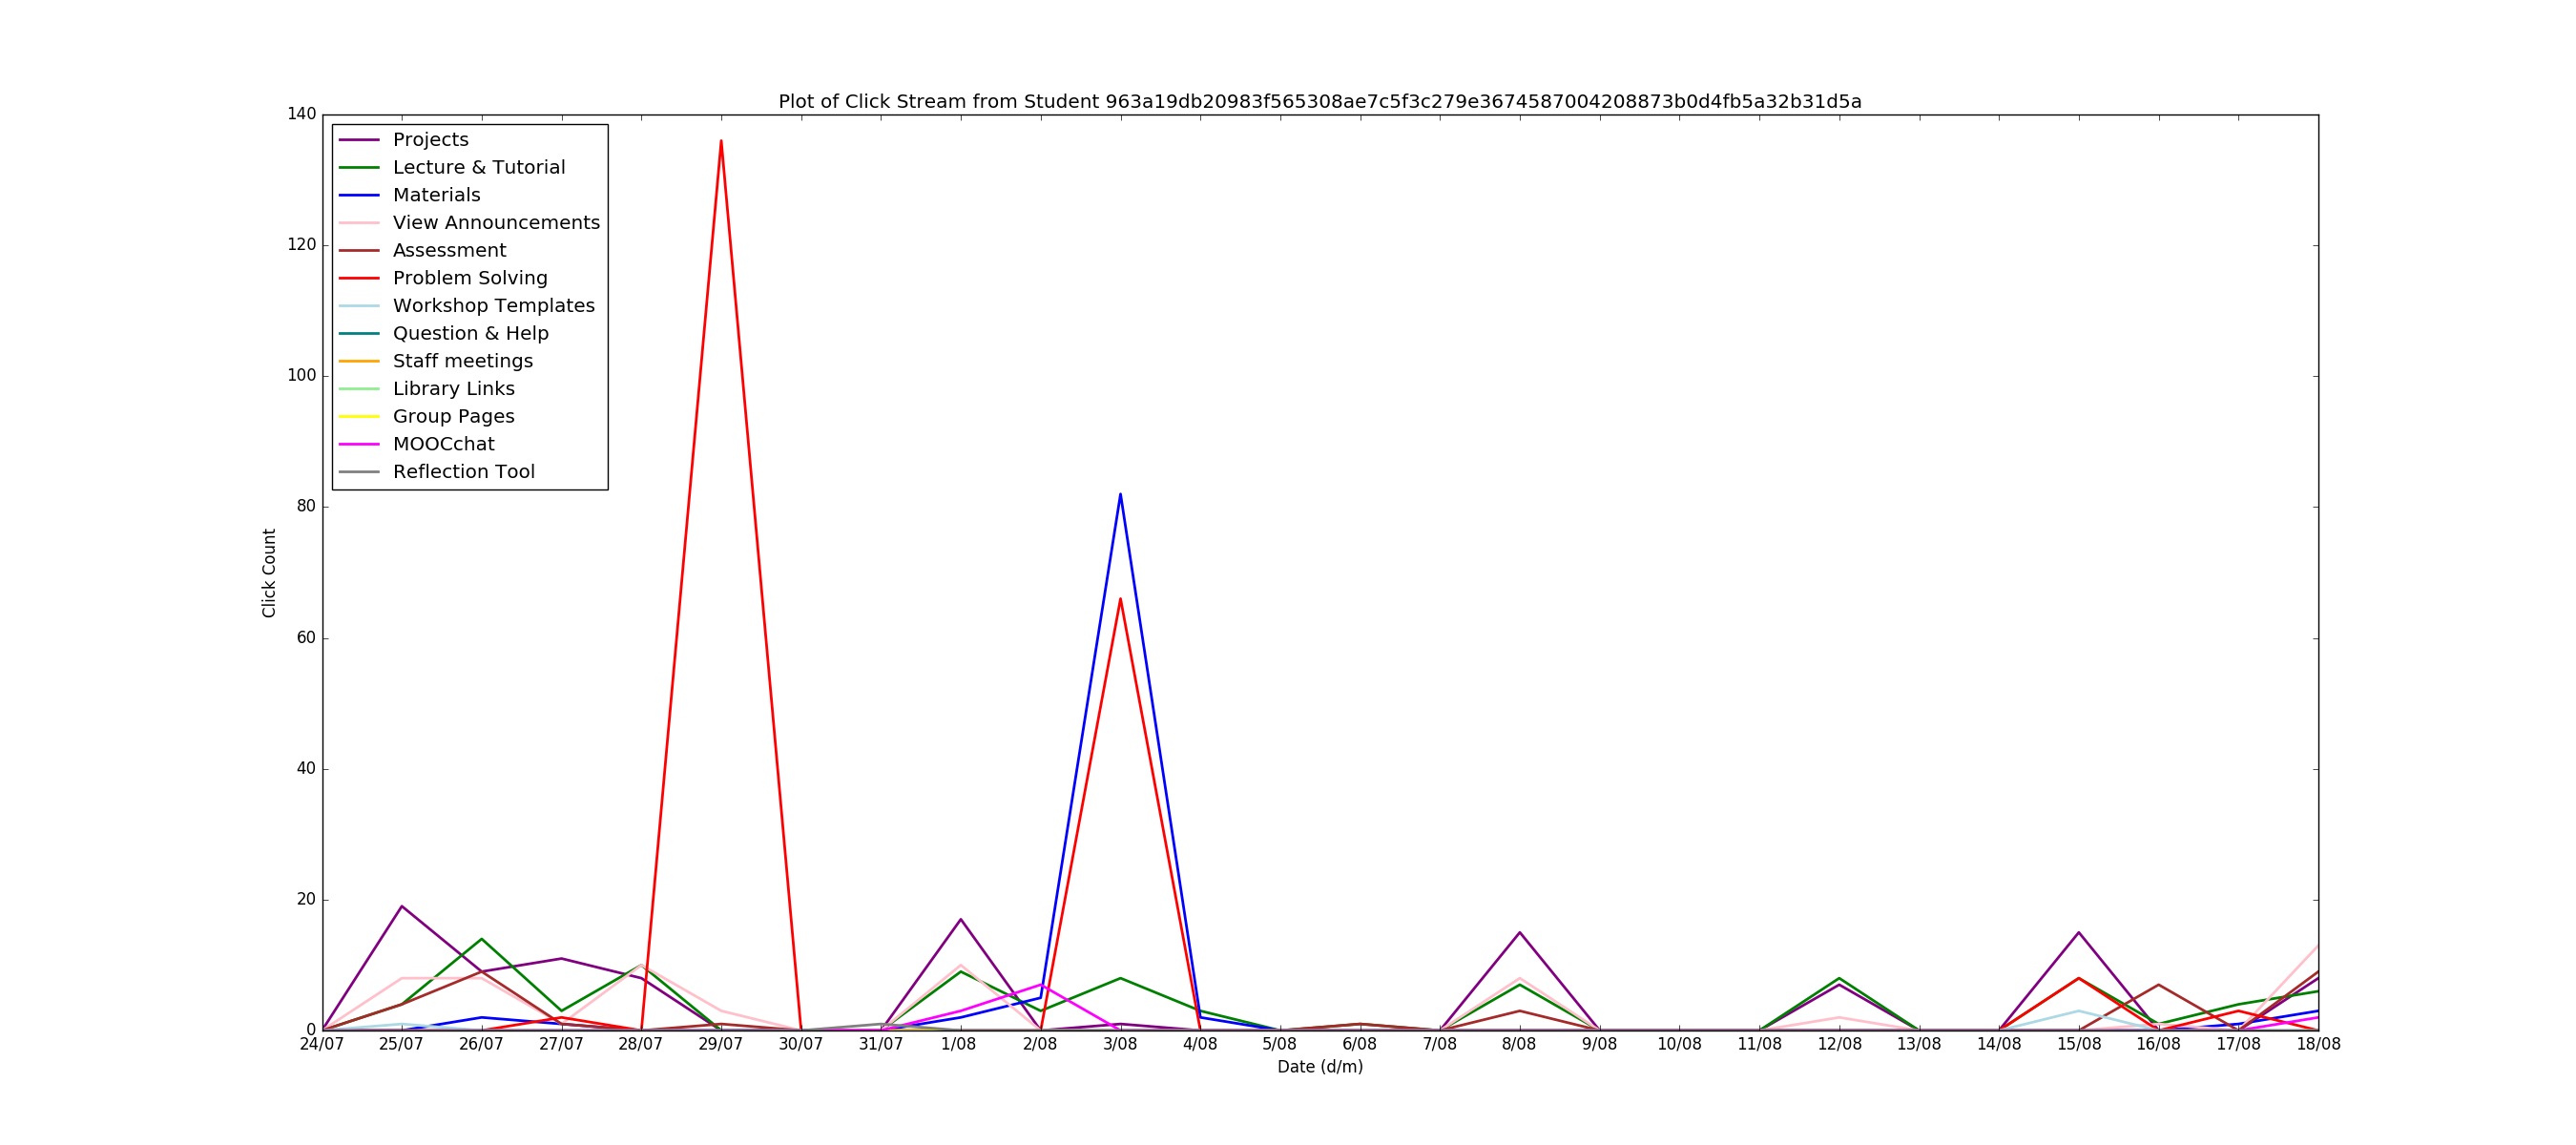 Plot of Click Stream from Student 963a19db20983f565308ae7c5f3c279e3674587004208873b0d4fb5a32b31d5a
140
120
100
80
60
40
20
0
Click Count
Projects
Lecture & Tutorial
Materials
View Announcements
Assessment
Problem Solving
Workshop Templates
Question & Help
Staff meetings
Library Links
Group Pages
MOOCchat
Reflection Tool
24/07 25/07 26/07 27/07 28/07 29/07 30/07 31/07 1/08 2/08 3/08 4/08 5/08 6/08 7/08 8/08 9/08 10/08 11/08 12/08 13/08 14/08 15/08 16/08 17/08 18/08
Date (d/m)